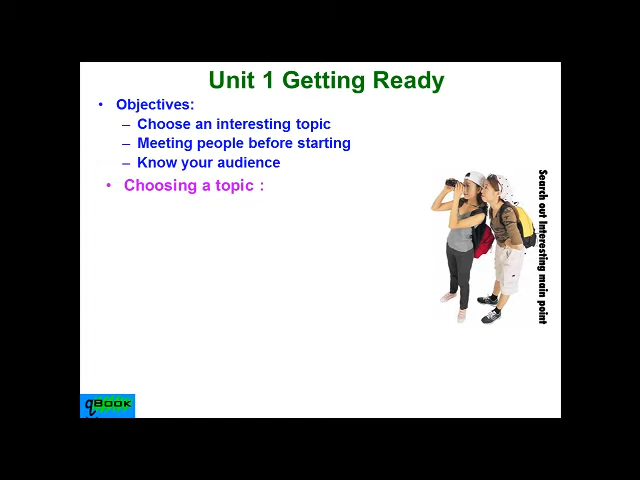 Unit 1 Getting Ready
• Objectives:
– Choose an interesting topic
– Meeting people before starting
– Know your audience
• Choosing a topic :
Search out Interesting main point
qBOOK